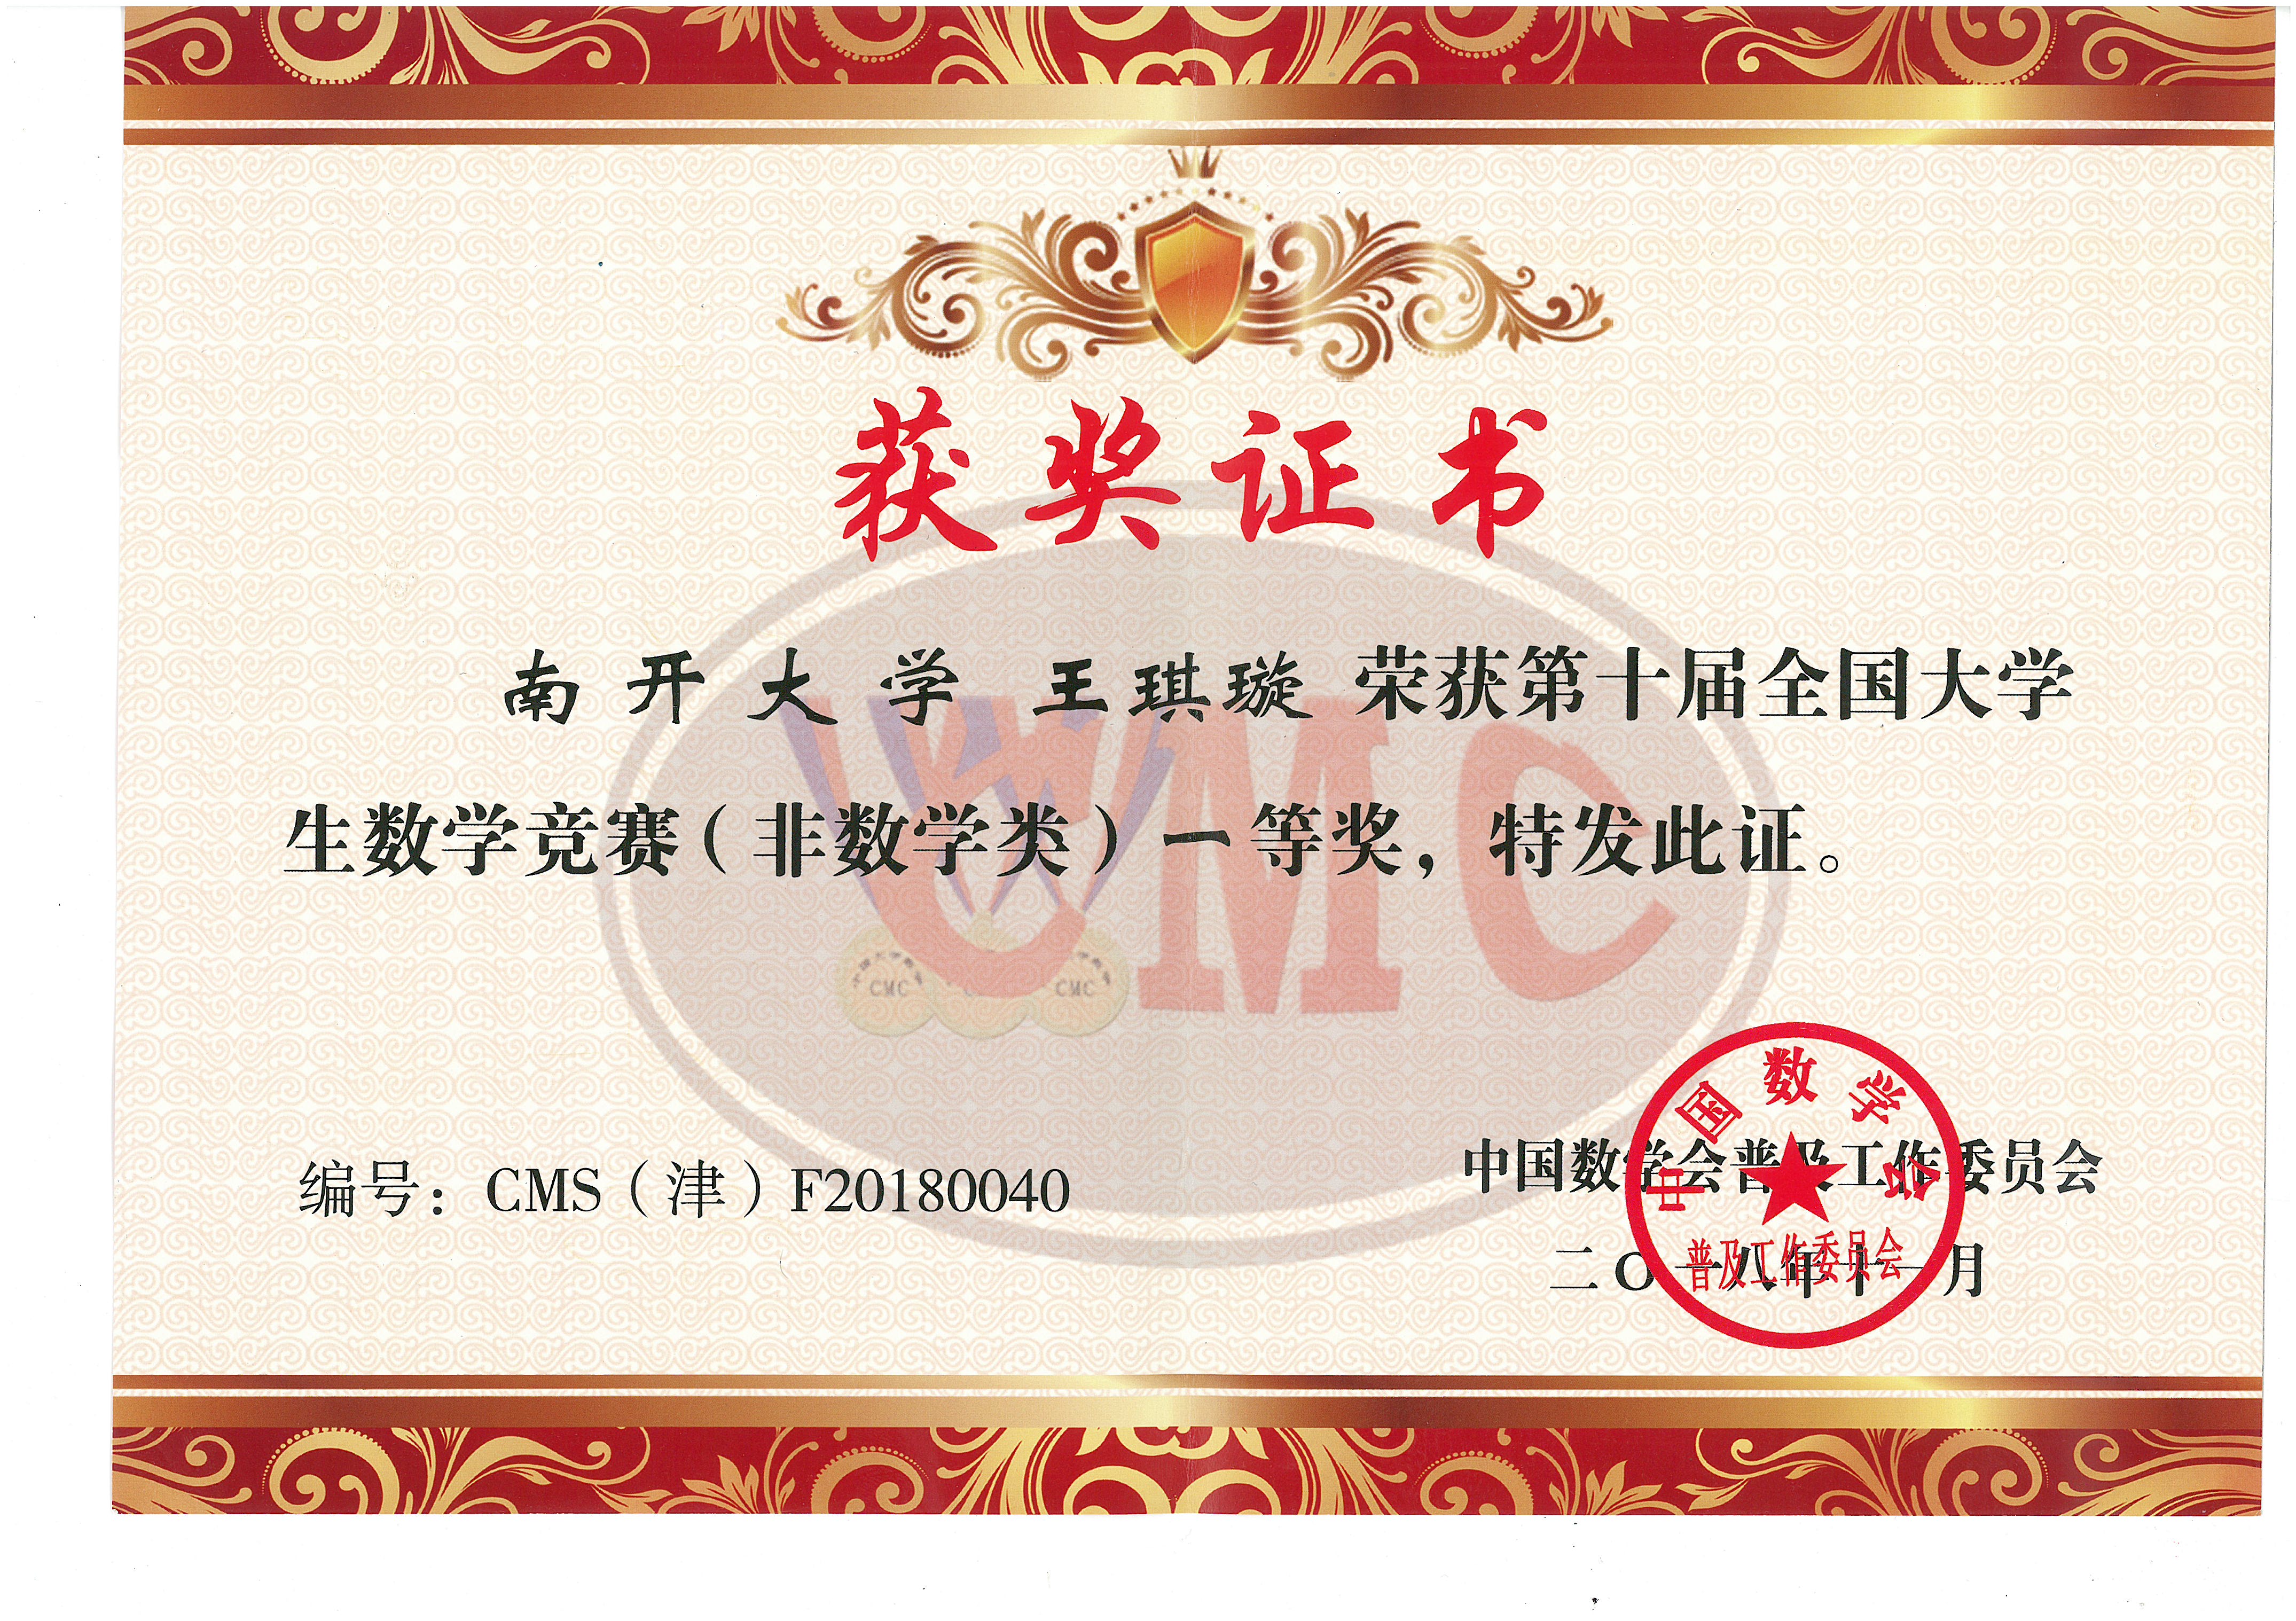 获奖证书
南开大学 王琪璇 荣获第十届全国大学
生数学竞赛(非数学类)一等奖,特发此证。
CMC
CMC
CMC
编号:CMS(津)F20180040
中国数学会普及工作委员会
二〇一八年十一月
中国数学会
普及工作委员会